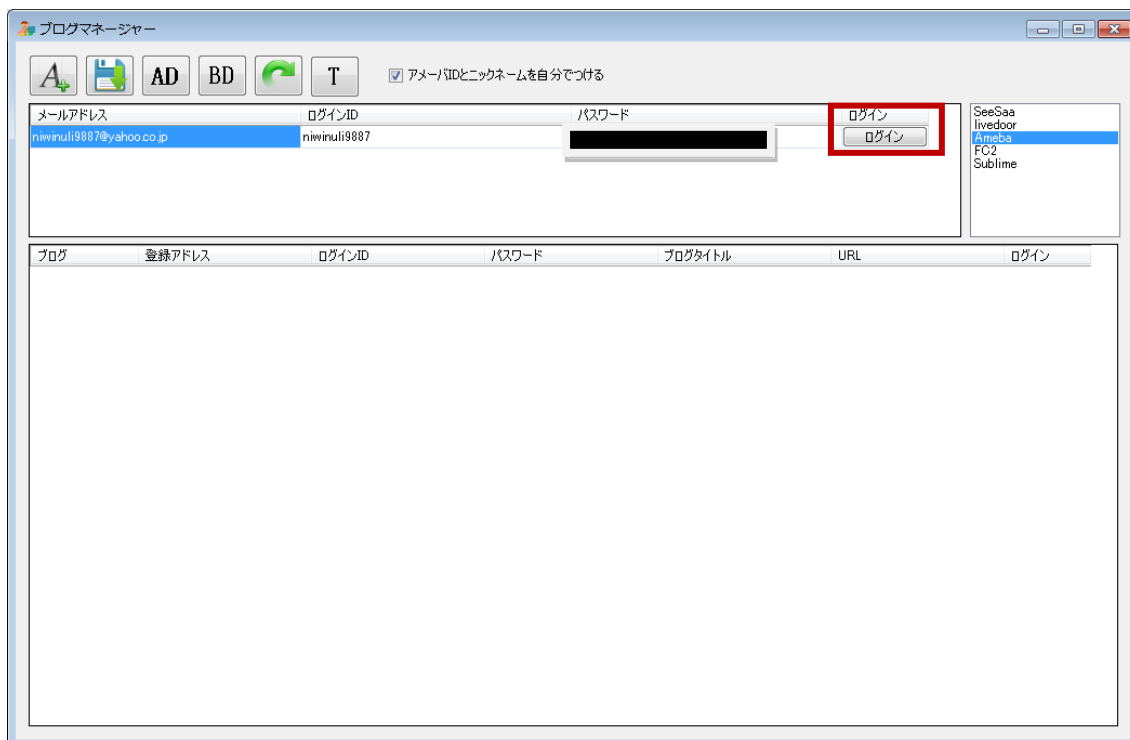 ブログマネージャー
A AD BD T アメーバIDとニックネームを自分でつける
メールアドレス ログインID パスワード ログイン
niwinuli9887@yahoo.co.jp niwinuli9887 ログイン
SeeSaa
livedoor
Ameba
FC2
Sublime
ブログ 登録アドレス ログインID パスワード ブログタイトル URL ログイン